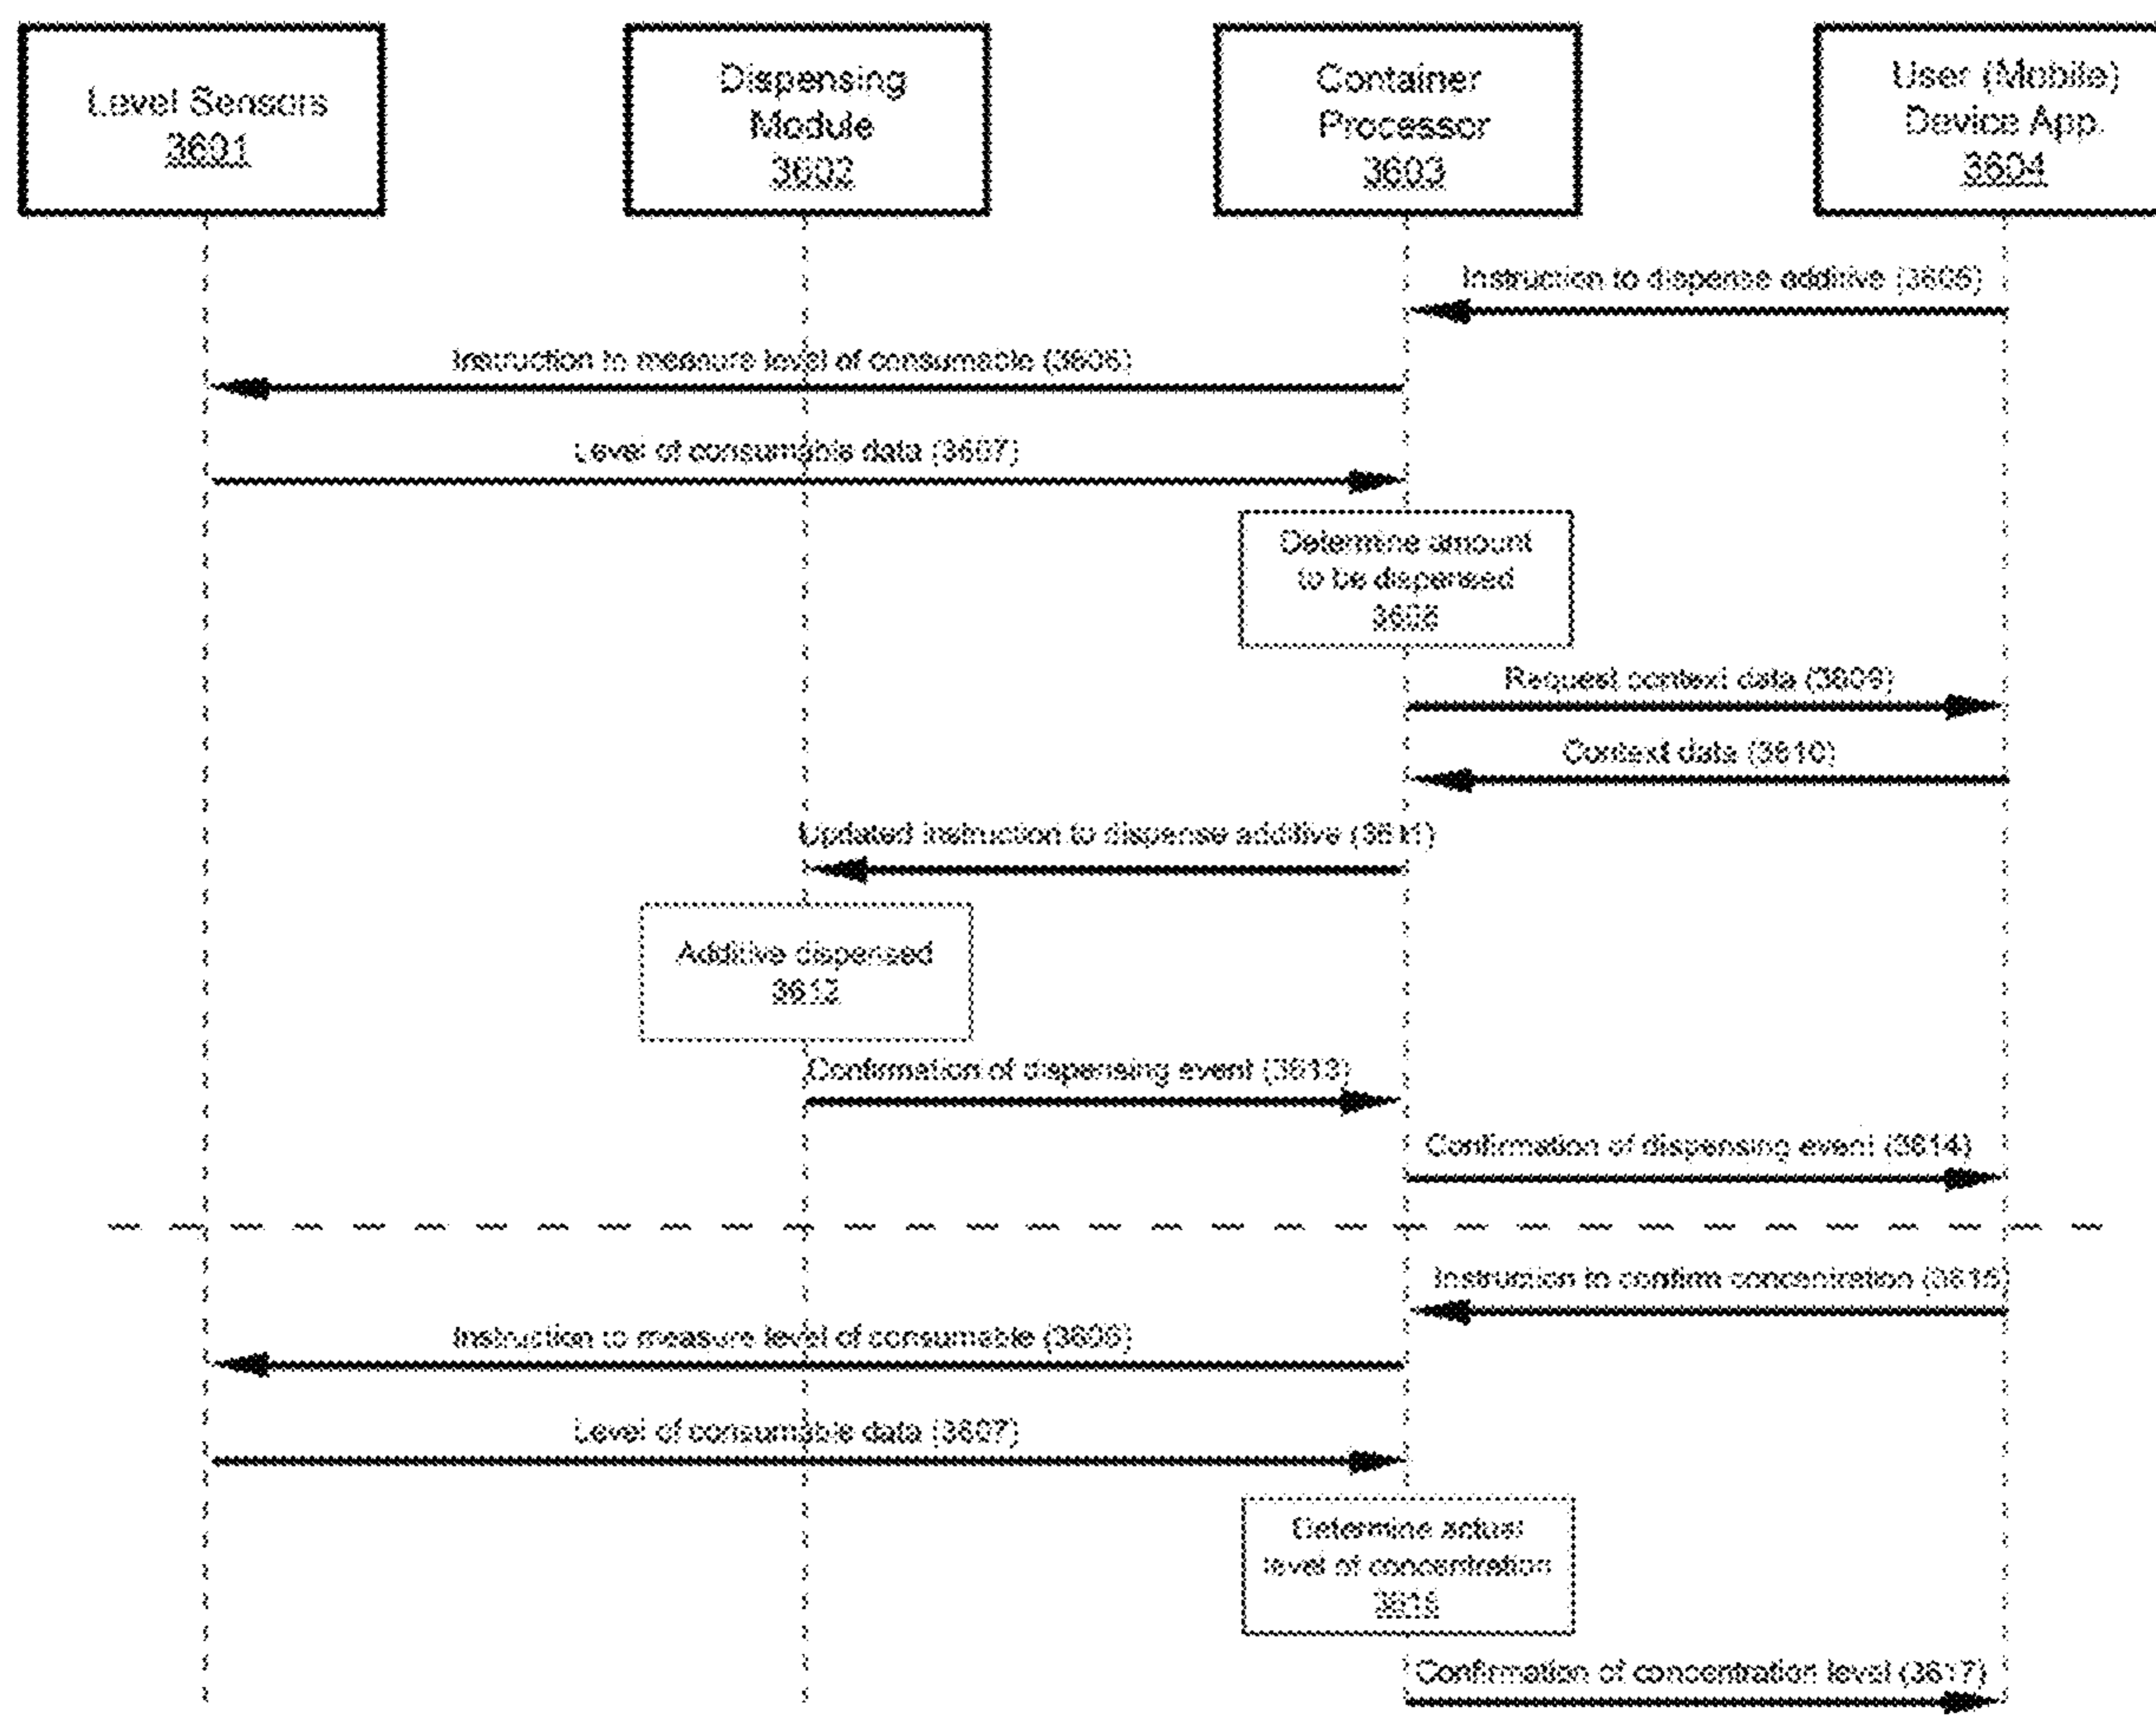 Level Sensors
3601
Dispensing
Module
3602
Container
Processor
3603
User (Mobile)
Device App.
3604
Instruction to dispense additive (3605)
Instruction to measure level of consumable (3606)
Level of consumable data (3607)
Determine amount
to be dispensed
3608
Request context data (3609)
Context data (3610)
Updated instruction to dispense additive (3611)
Additive dispensed
3612
Confirmation of dispensing event (3613)
Confirmation of dispensing event (3614)
Instruction to confirm concentration (3615)
Instruction to measure level of consumable (3606)
Level of consumable data (3607)
Determine actual
level of concentration
3616
Confirmation of concentration level (3617)